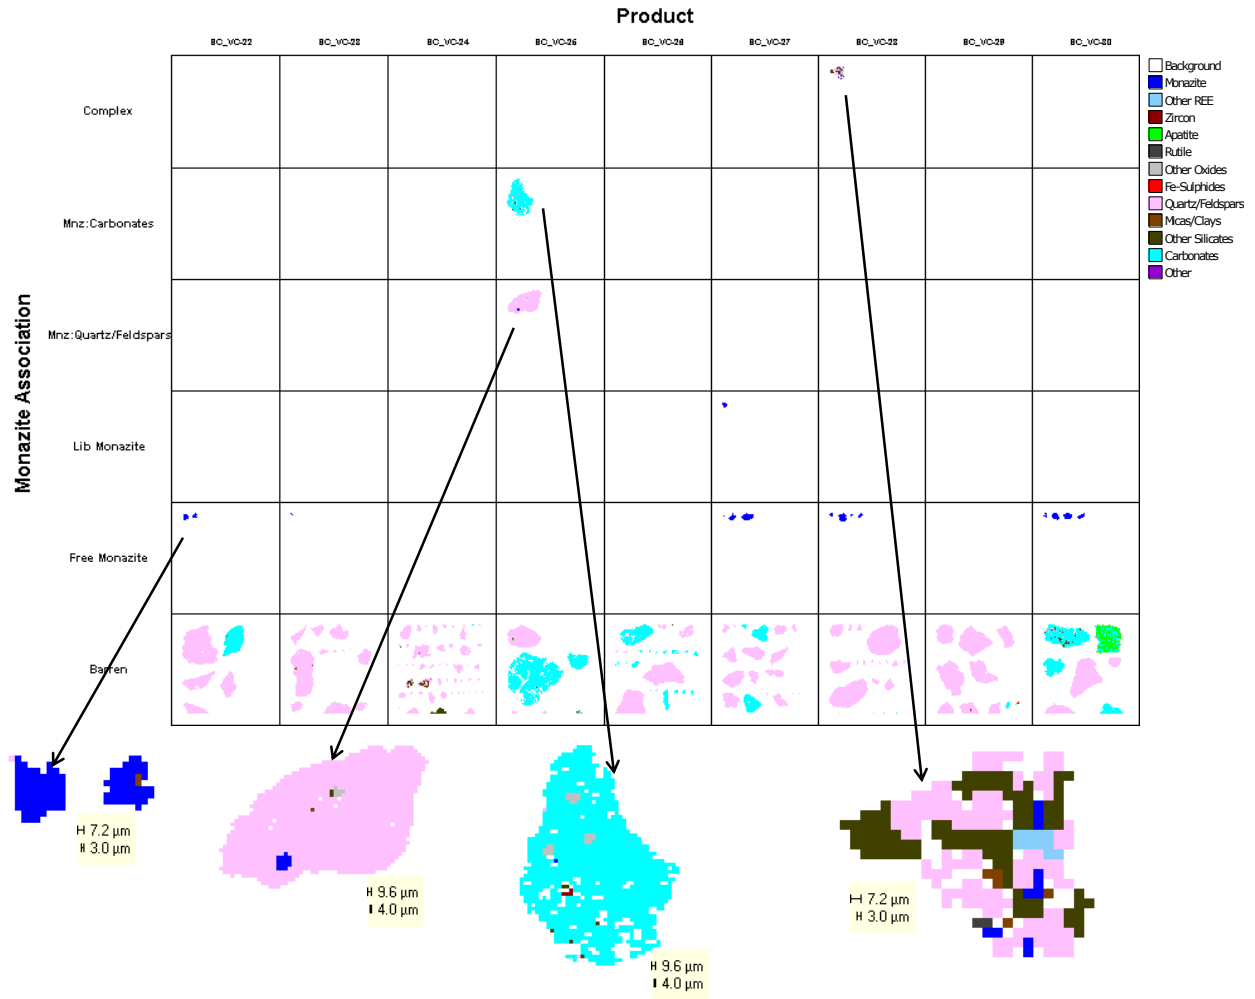 Product
BC_VC-22 BC_VC-23 BC_VC-24 BC_VC-25 BC_VC-26 BC_VC-27 BC_VC-28 BC_VC-29 BC_VC-30
Monazite Association
Complex
Mnz:Carbonates
Mnz:Quartz/Feldspars
Lib Monazite
Free Monazite
Barren
Background
Monazite
Other REE
Zircon
Apatite
Rutile
Other Oxides
Fe-Sulphides
Quartz/Feldspars
Micas/Clays
Other Silicates
Carbonates
Other
7.2 µm
3.0 µm
9.6 µm
4.0 µm
9.6 µm
4.0 µm
7.2 µm
3.0 µm